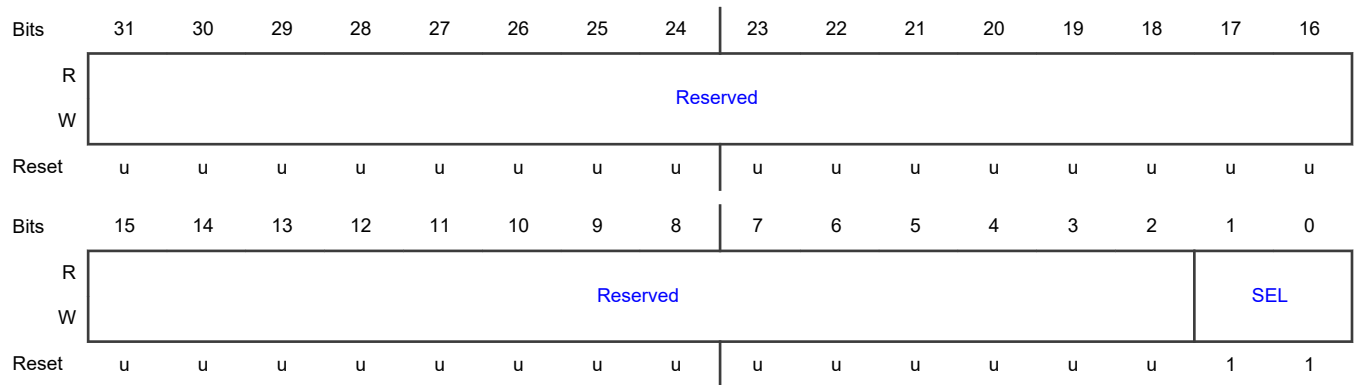 Bits 31 30 29 28 27 26 25 24 23 22 21 20 19 18 17 16
R
Reserved
W
Reset u u u u u u u u u u u u u u u u
Bits 15 14 13 12 11 10 9 8 7 6 5 4 3 2 1 0
R
Reserved SEL
W
Reset u u u u u u u u u u u u u u 1 1